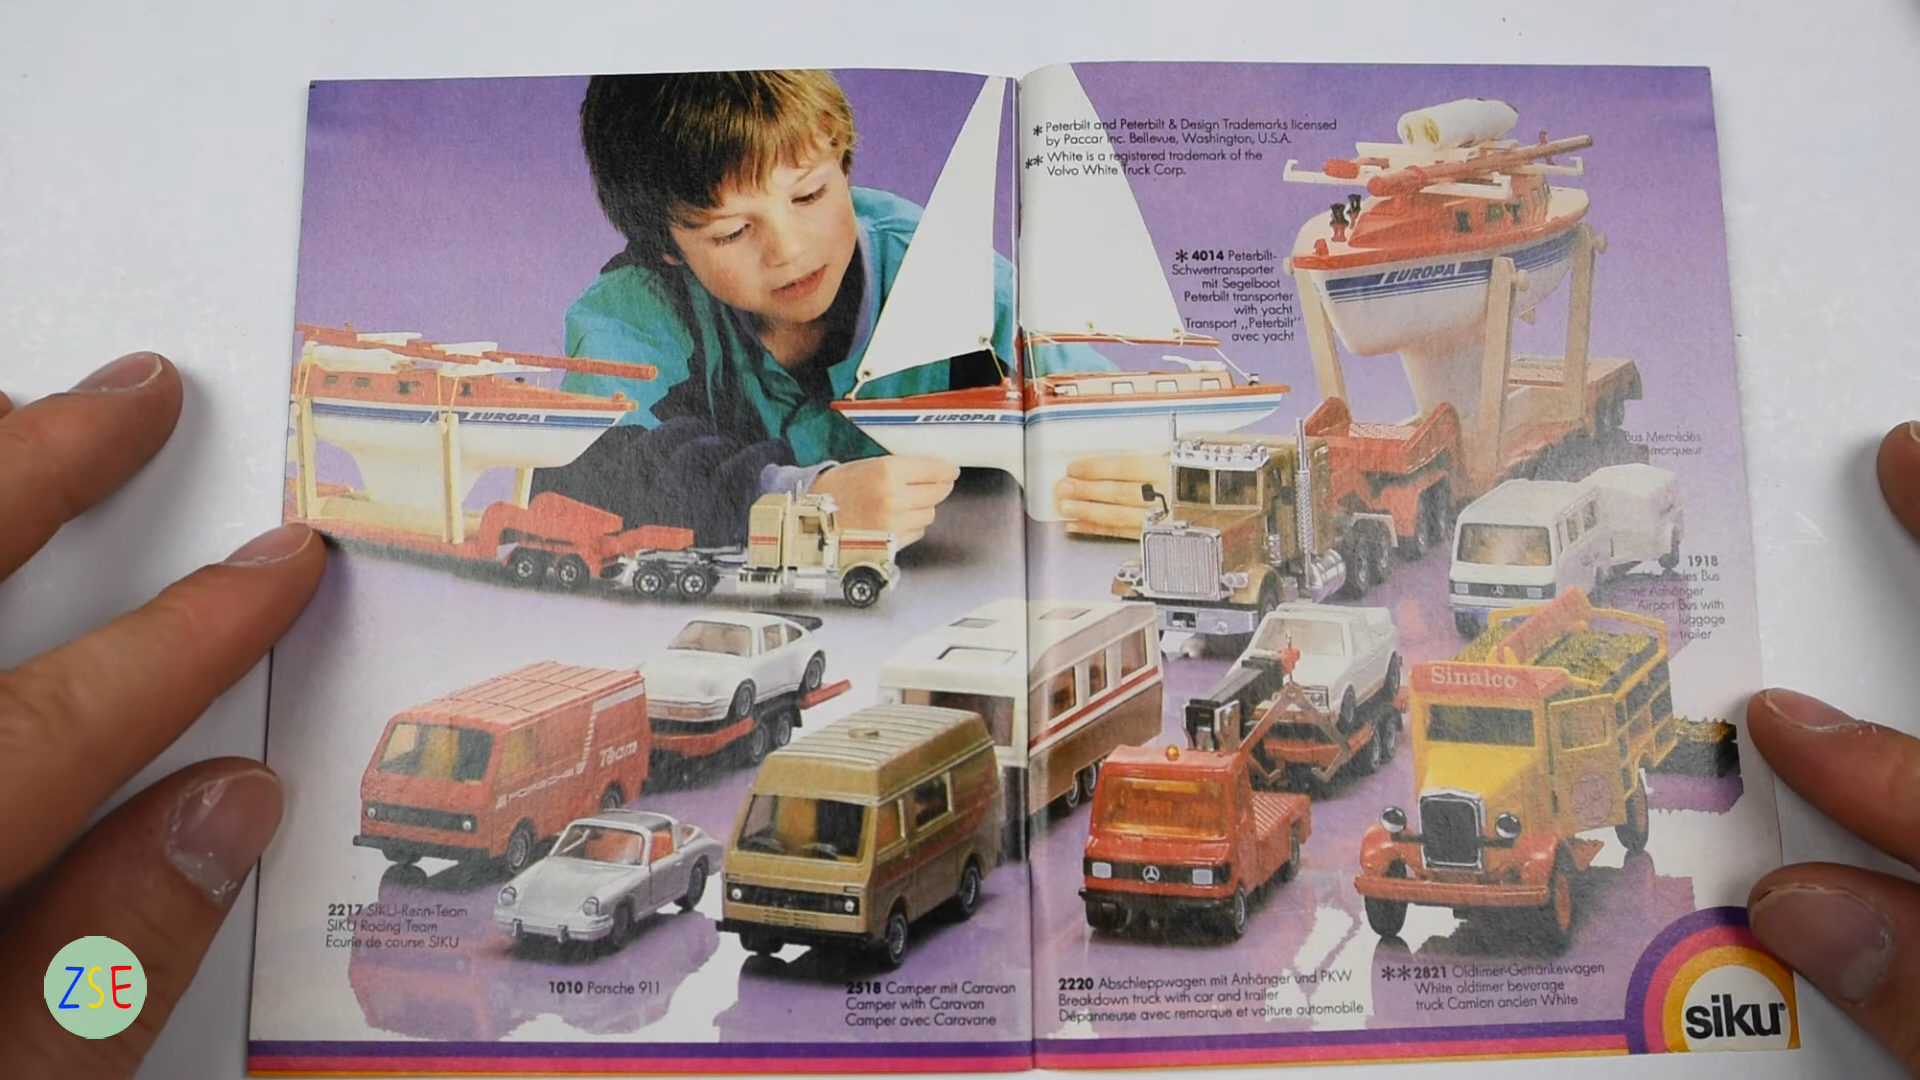 * Peterbilt and Peterbilt & Design Trademarks licensed
by Paccar Inc. Bellevue, Washington, U.S.A.
** White is a registered trademark of the
Volvo White Truck Corp.
* 4014 Peterbilt-
Schwertransporter
mit Segelboot
Peterbilt transporter
with yacht
Transport „Peterbilt"
avec yacht
EUROPA
EUROPA
EUROPA
Bus Mercédès
1918
Bus
mit Anhänger
Airport Bus with
luggage
trailer
Sinalco
Team
2217 SIKU-Renn-Team
SIKU Racing Team
Ecurie de course SIKU
1010 Porsche 911
2518 Camper mit Caravan
Camper with Caravan
Camper avec Caravane
2220 Abschleppwagen mit Anhänger und PKW
Breakdown truck with car and trailer
Dépanneuse avec remorque et voiture automobile
**2821 Oldtimer-Getränkewagen
White oldtimer beverage
truck Camion ancien White
siku®
ZSE